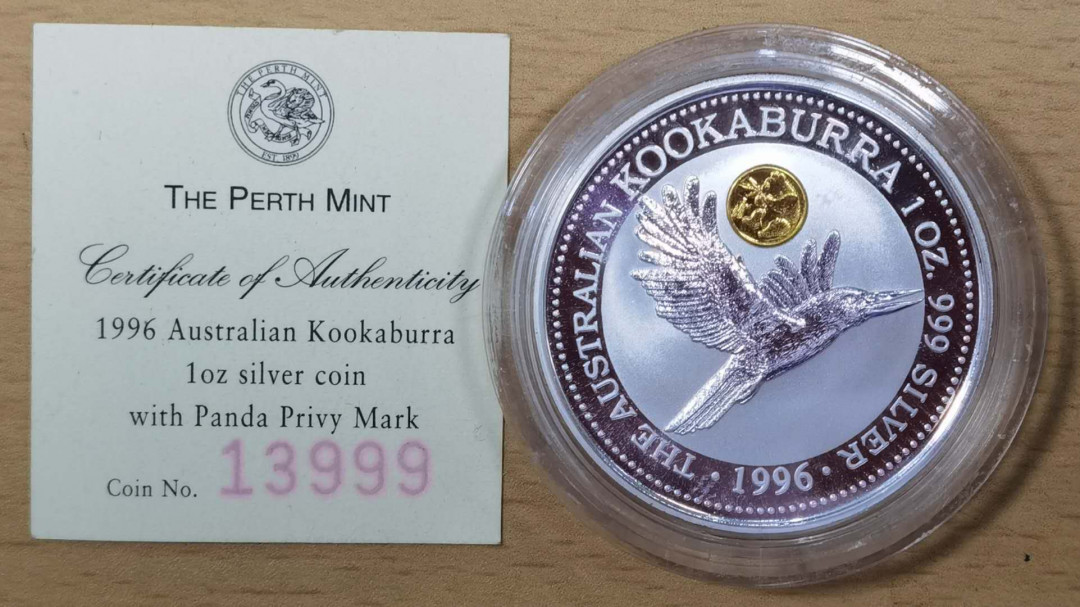 THE PERTH MINT
EST. 1899
THE PERTH MINT
Certificate of Authenticity
1996 Australian Kookaburra
1oz silver coin
with Panda Privy Mark
Coin No. 13999
THE AUSTRALIAN KOOKABURRA 1 OZ. 999 SILVER · 1996 ·